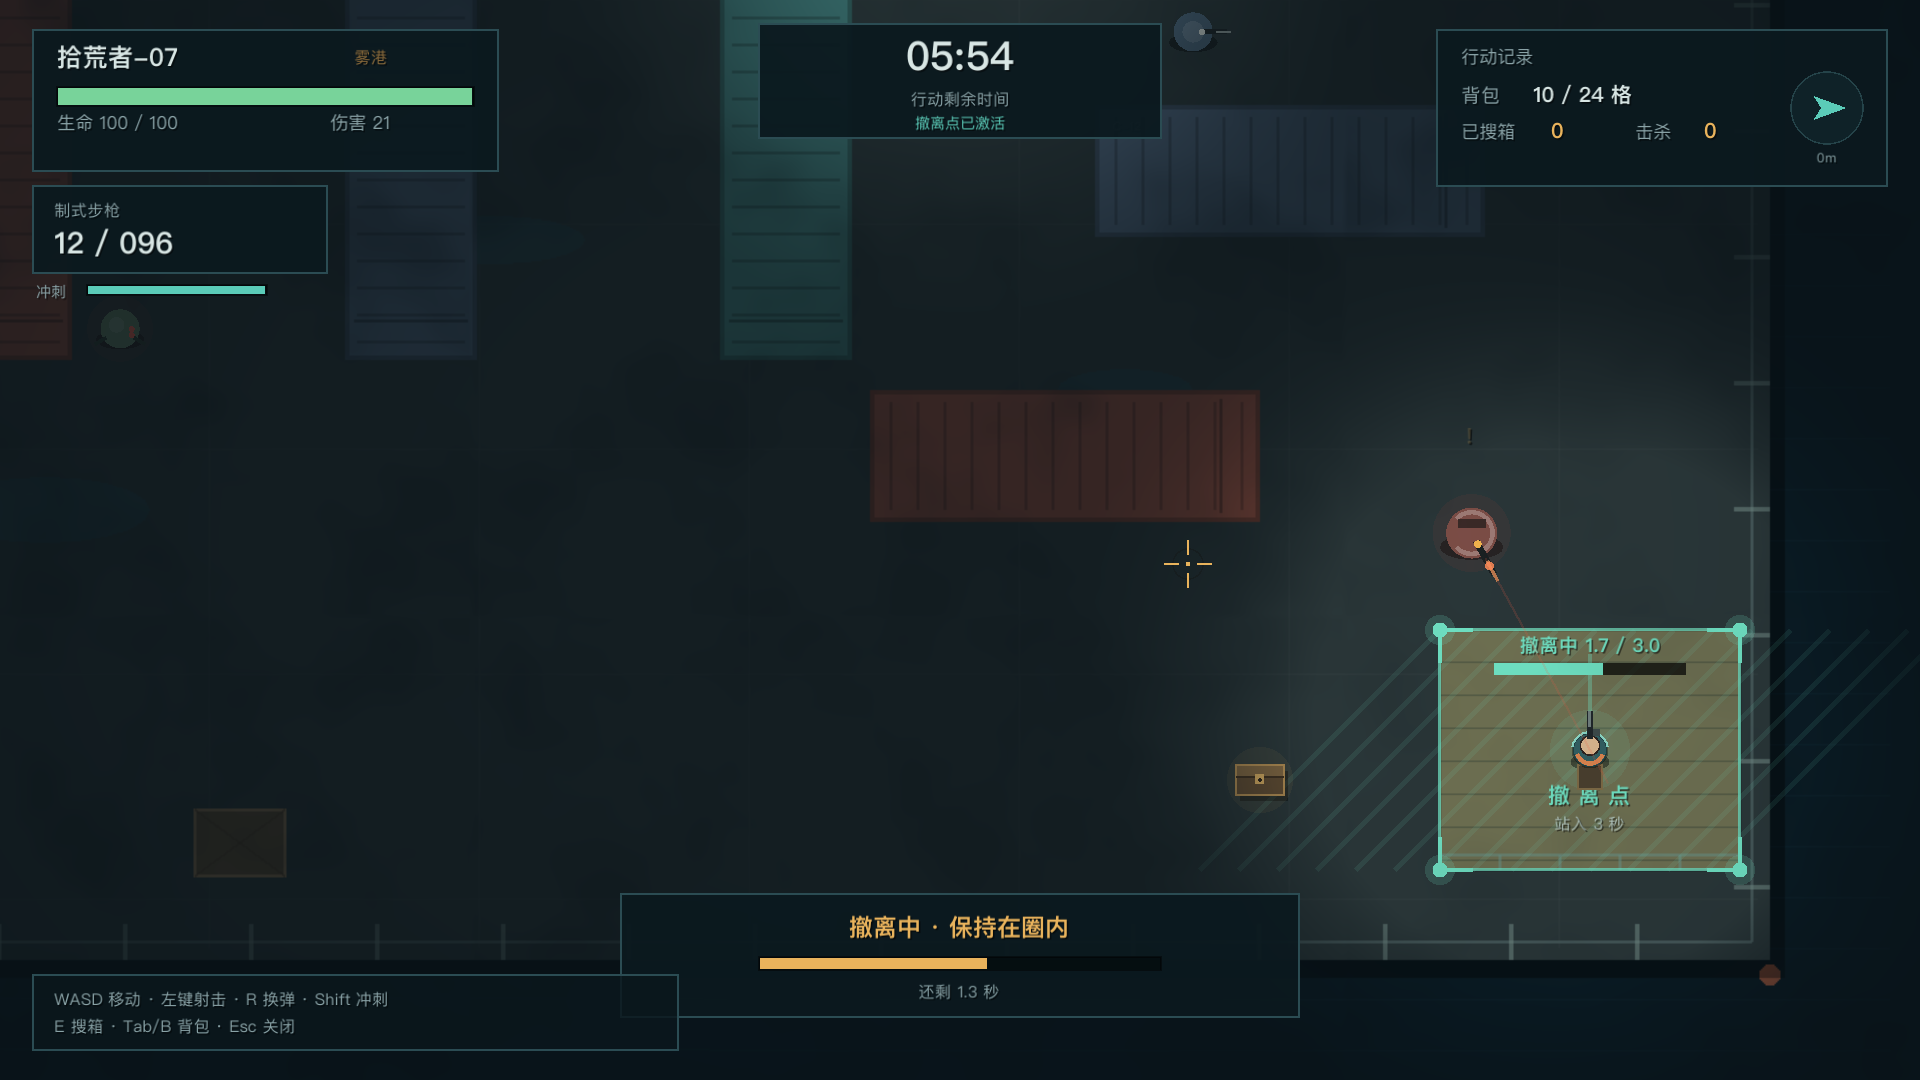 拾荒者-07
雾港
生命 100 / 100
伤害 21
制式步枪
12 / 096
冲刺
05:54
行动剩余时间
撤离点已激活
行动记录
背包 10 / 24 格
已搜箱 0 击杀 0
0m
!
撤离中 1.7 / 3.0
撤 离 点
站入 3 秒
撤离中 · 保持在圈内
还剩 1.3 秒
WASD 移动 · 左键射击 · R 换弹 · Shift 冲刺
E 搜箱 · Tab/B 背包 · Esc 关闭